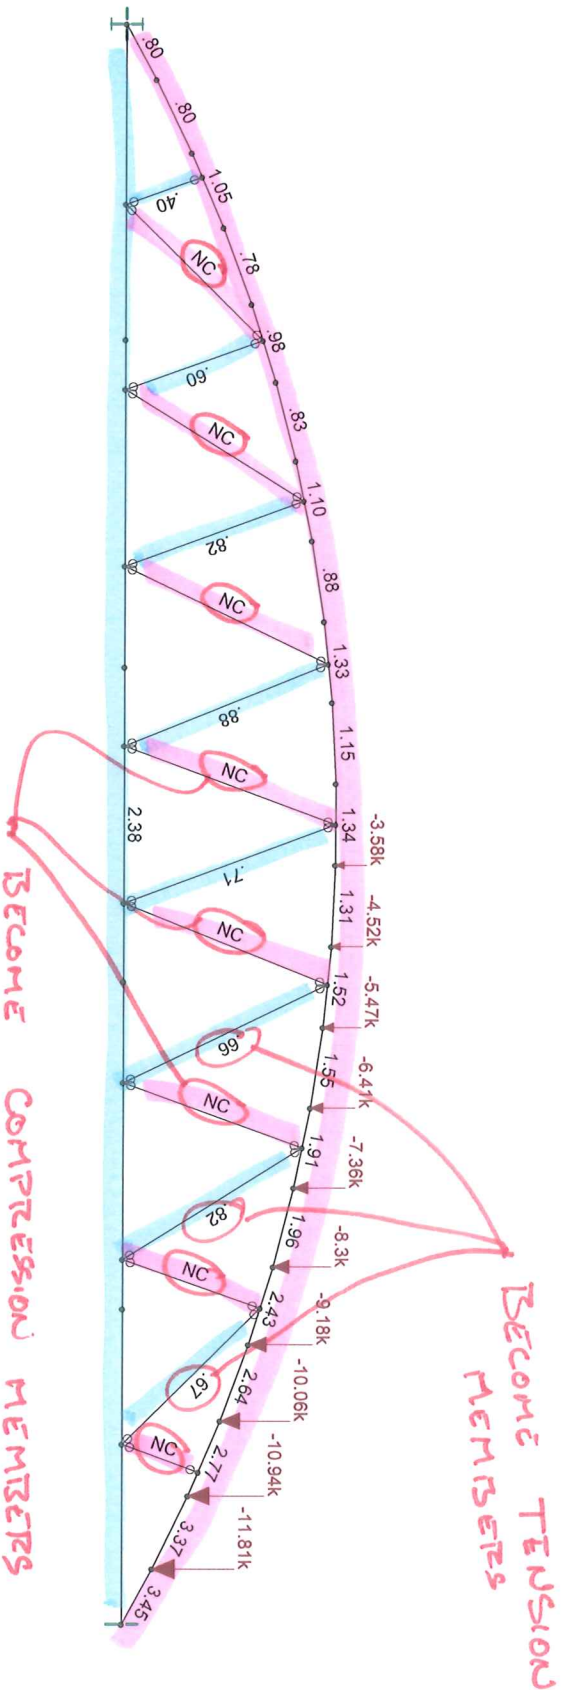 BECOME TENSION
MEMBERS
-3.58k
-4.52k
-5.47k
-6.41k
-7.36k
-8.3k
-9.18k
-10.06k
-10.94k
-11.81k
.80
.80
1.05
.78
.98
.83
1.10
.88
1.33
1.15
1.34
1.31
1.52
1.55
1.91
1.96
2.43
2.64
2.77
3.37
3.45
.40
NC
.60
NC
.82
NC
.88
NC
.71
NC
.66
NC
.82
NC
.67
NC
2.38
BECOME COMPRESSION MEMBERS